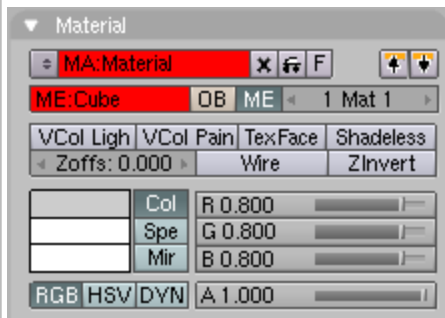 Material
MA:Material F
ME:Cube OB ME 1 Mat 1
VCol Ligh VCol Pain TexFace Shadeless
Zoffs: 0.000 Wire ZInvert
Col R 0.800
Spe G 0.800
Mir B 0.800
RGB HSV DYN A 1.000